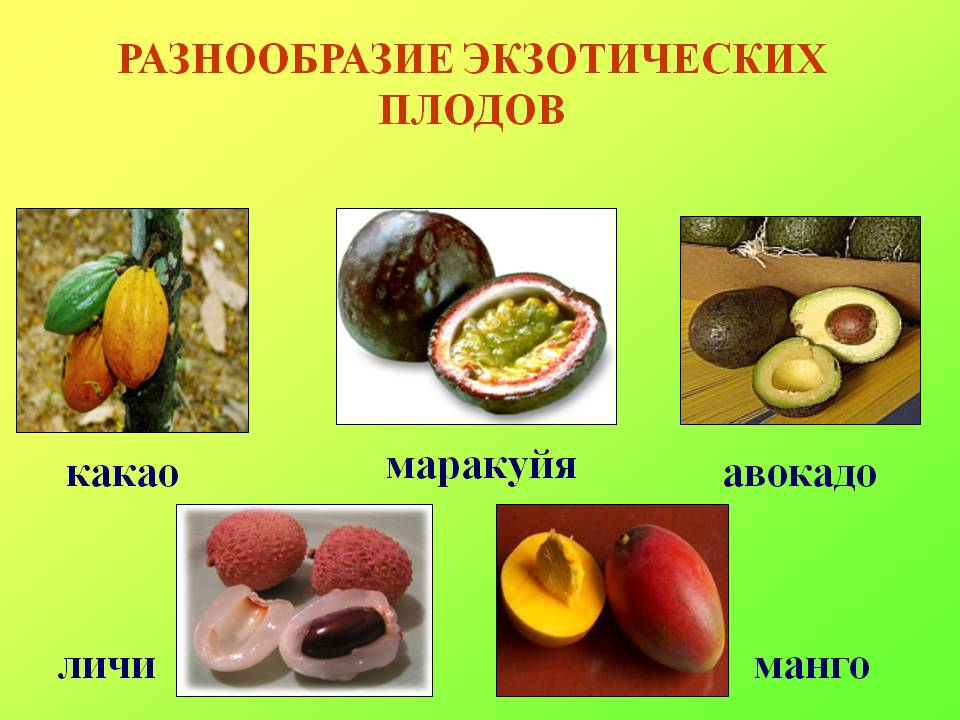 РАЗНООБРАЗИЕ ЭКЗОТИЧЕСКИХ
ПЛОДОВ
какао
маракуйя
авокадо
личи
манго